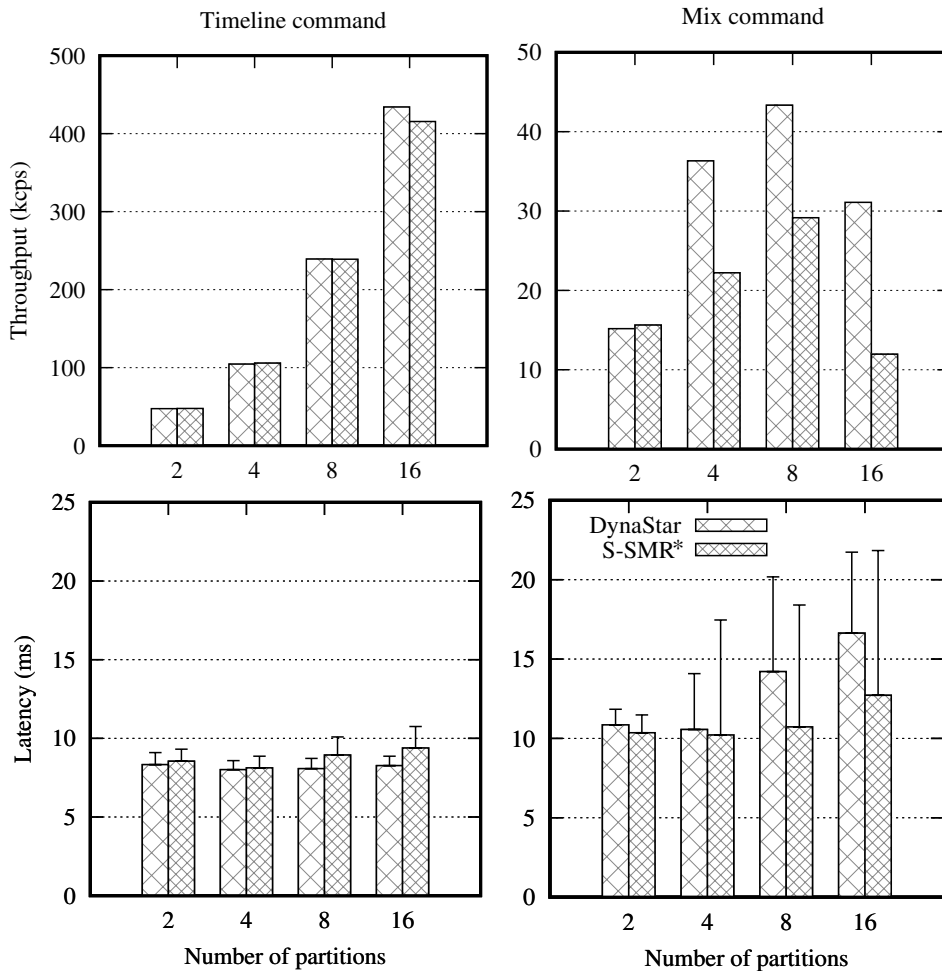 Timeline command
Mix command
Throughput (kcps)
500
400
300
200
100
0
2 4 8 16
50
40
30
20
10
0
2 4 8 16
Latency (ms)
25
20
15
10
5
0
2 4 8 16
Number of partitions
25
20
15
10
5
0
DynaStar
S-SMR*
2 4 8 16
Number of partitions